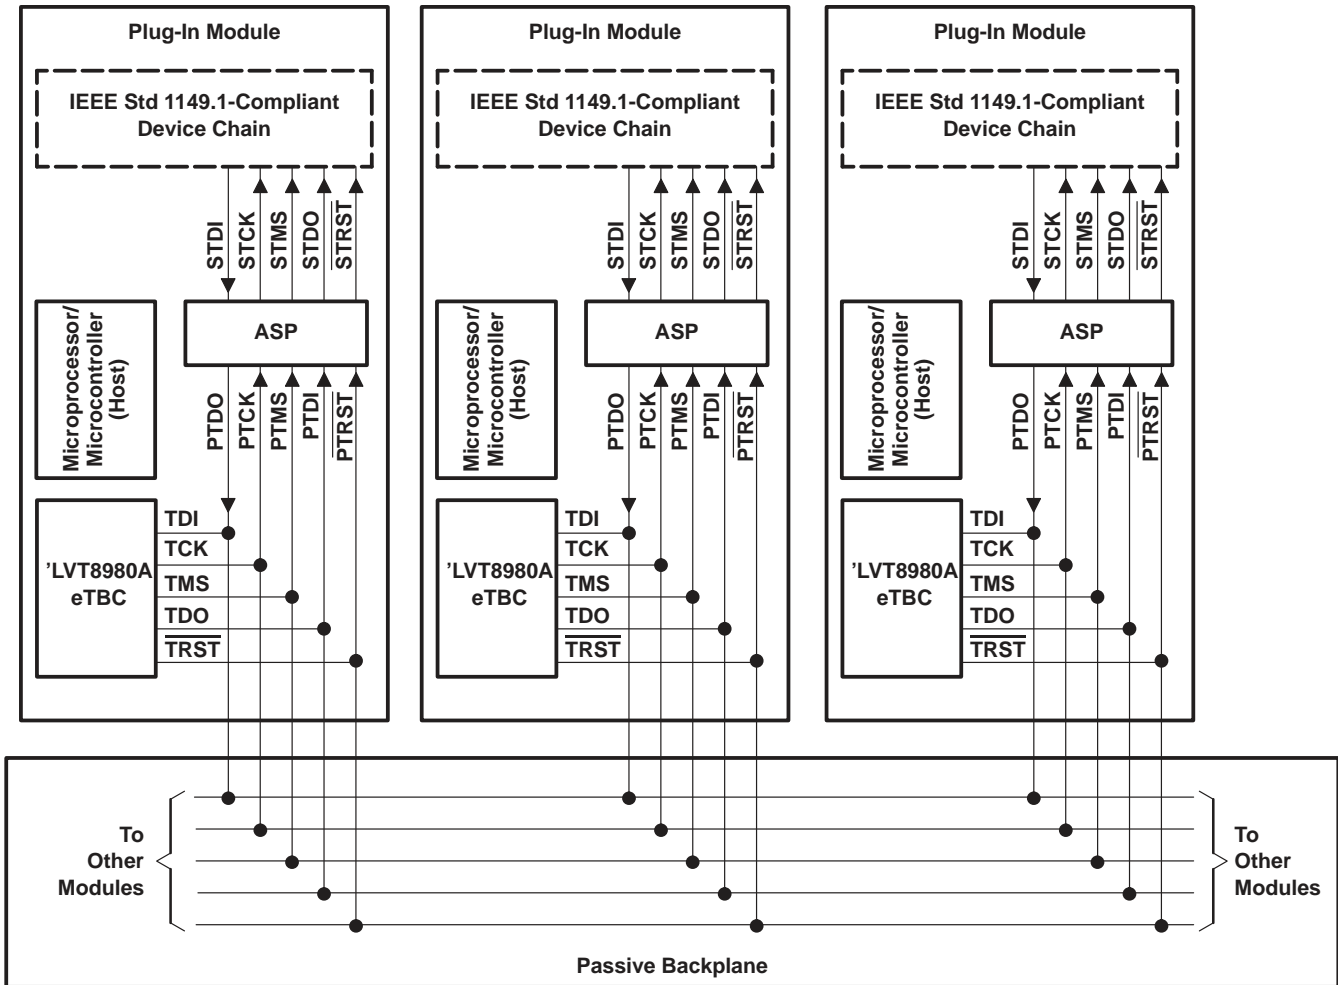 Plug-In Module
IEEE Std 1149.1-Compliant
Device Chain
STDI
STCK
STMS
STDO
STRST
Microprocessor/
Microcontroller
(Host)
ASP
PTDO
PTCK
PTMS
PTDI
PTRST
'LVT8980A
eTBC
TDI
TCK
TMS
TDO
TRST
Plug-In Module
IEEE Std 1149.1-Compliant
Device Chain
STDI
STCK
STMS
STDO
STRST
Microprocessor/
Microcontroller
(Host)
ASP
PTDO
PTCK
PTMS
PTDI
PTRST
'LVT8980A
eTBC
TDI
TCK
TMS
TDO
TRST
Plug-In Module
IEEE Std 1149.1-Compliant
Device Chain
STDI
STCK
STMS
STDO
STRST
Microprocessor/
Microcontroller
(Host)
ASP
PTDO
PTCK
PTMS
PTDI
PTRST
'LVT8980A
eTBC
TDI
TCK
TMS
TDO
TRST
To
Other
Modules
To
Other
Modules
Passive Backplane